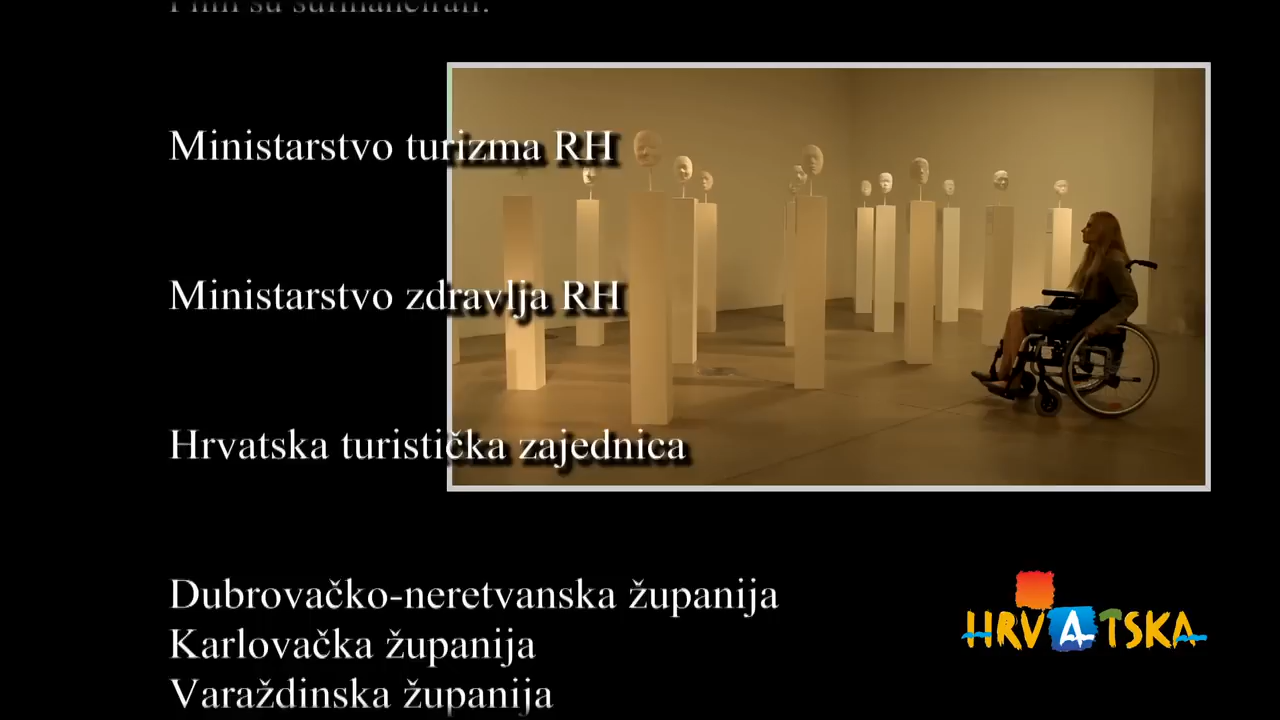 Ministarstvo turizma RH
Ministarstvo zdravlja RH
Hrvatska turistička zajednica
Dubrovačko-neretvanska županija
Karlovačka županija
Varaždinska županija
HRVATSKA